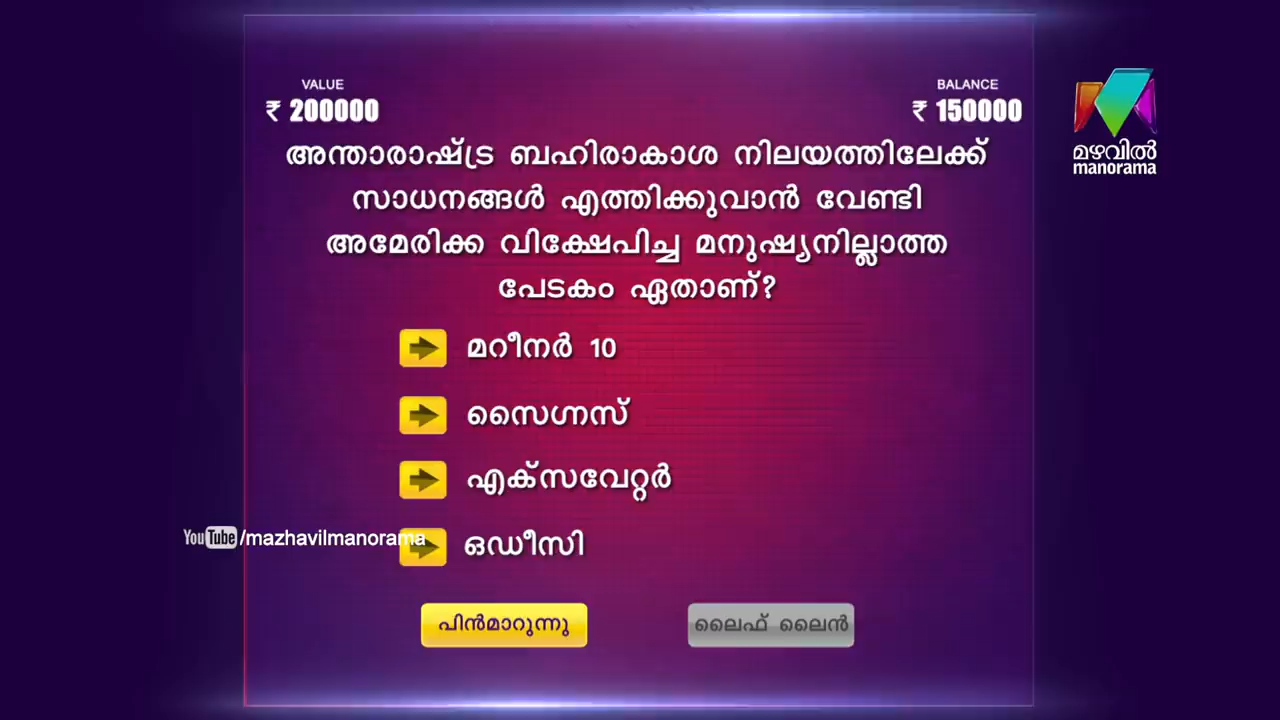 VALUE
₹ 200000
BALANCE
₹ 150000
മഴവിൽ
manorama
അന്താരാഷ്ട്ര ബഹിരാകാശ നിലയത്തിലേക്ക്
സാധനങ്ങൾ എത്തിക്കുവാൻ വേണ്ടി
അമേരിക്ക വിക്ഷേപിച്ച മനുഷ്യനില്ലാത്ത
പേടകം ഏതാണ്?
മറീനർ 10
സൈഗ്നസ്
എക്സവേറ്റർ
ഒഡീസി
YouTube/mazhavilmanorama
പിൻമാറുന്നു
ലൈഫ് ലൈൻ